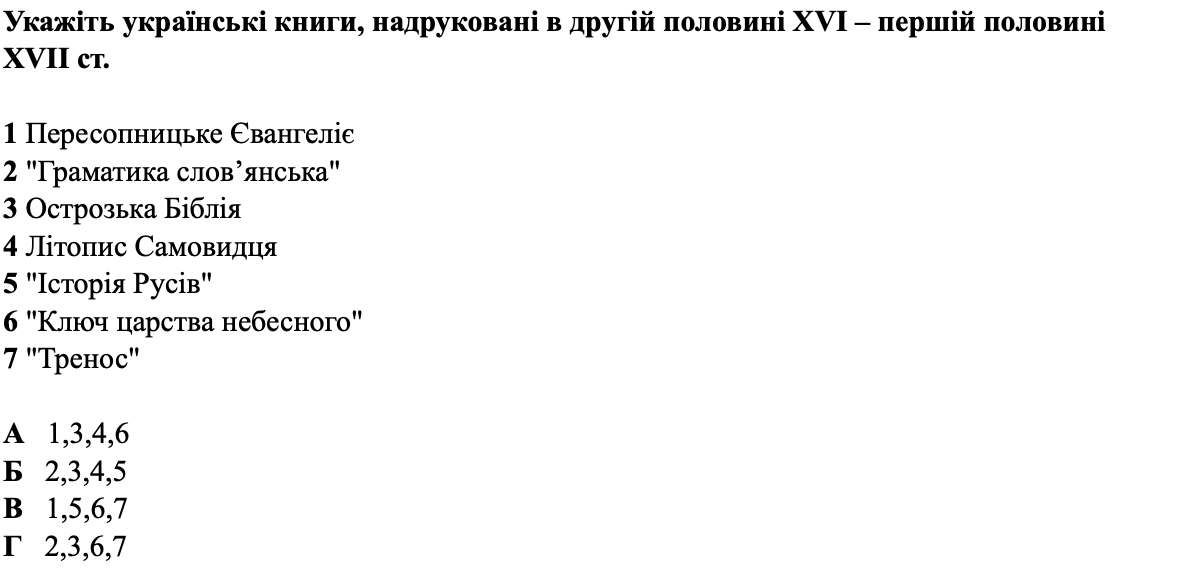 Укажіть українські книги, надруковані в другій половині XVI – першій половині
XVII ст.
1 Пересопницьке Євангеліє
2 "Граматика слов’янська"
3 Острозька Біблія
4 Літопис Самовидця
5 "Історія Русів"
6 "Ключ царства небесного"
7 "Тренос"
А 1,3,4,6
Б 2,3,4,5
В 1,5,6,7
Г 2,3,6,7